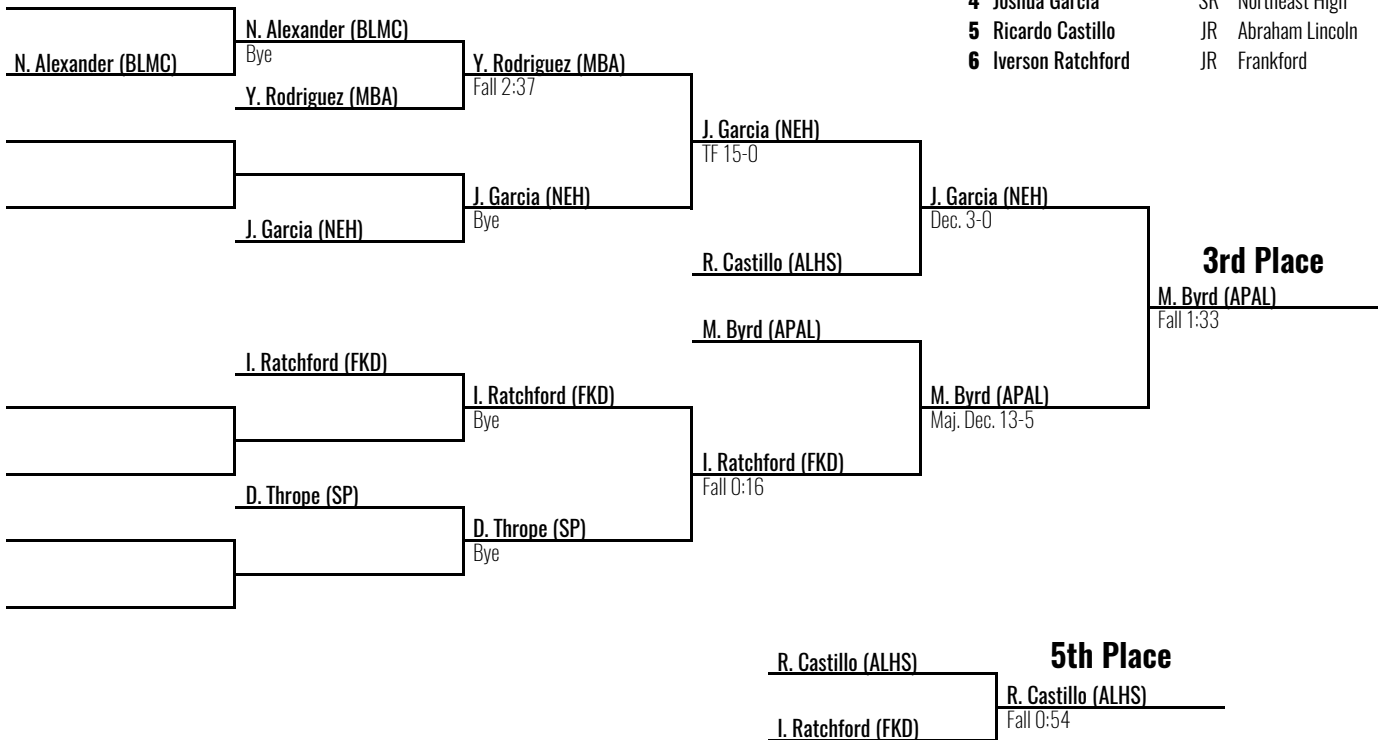 4 Joshua Garcia SR Northeast High
N. Alexander (BLMC)
Bye
5 Ricardo Castillo JR Abraham Lincoln
N. Alexander (BLMC)
Y. Rodriguez (MBA)
Fall 2:37
6 Iverson Ratchford JR Frankford
Y. Rodriguez (MBA)
J. Garcia (NEH)
TF 15-0
J. Garcia (NEH)
Bye
J. Garcia (NEH)
Dec. 3-0
J. Garcia (NEH)
R. Castillo (ALHS)
3rd Place
M. Byrd (APAL)
Fall 1:33
M. Byrd (APAL)
I. Ratchford (FKD)
I. Ratchford (FKD)
Bye
M. Byrd (APAL)
Maj. Dec. 13-5
I. Ratchford (FKD)
Fall 0:16
D. Thrope (SP)
D. Thrope (SP)
Bye
5th Place
R. Castillo (ALHS)
R. Castillo (ALHS)
Fall 0:54
I. Ratchford (FKD)